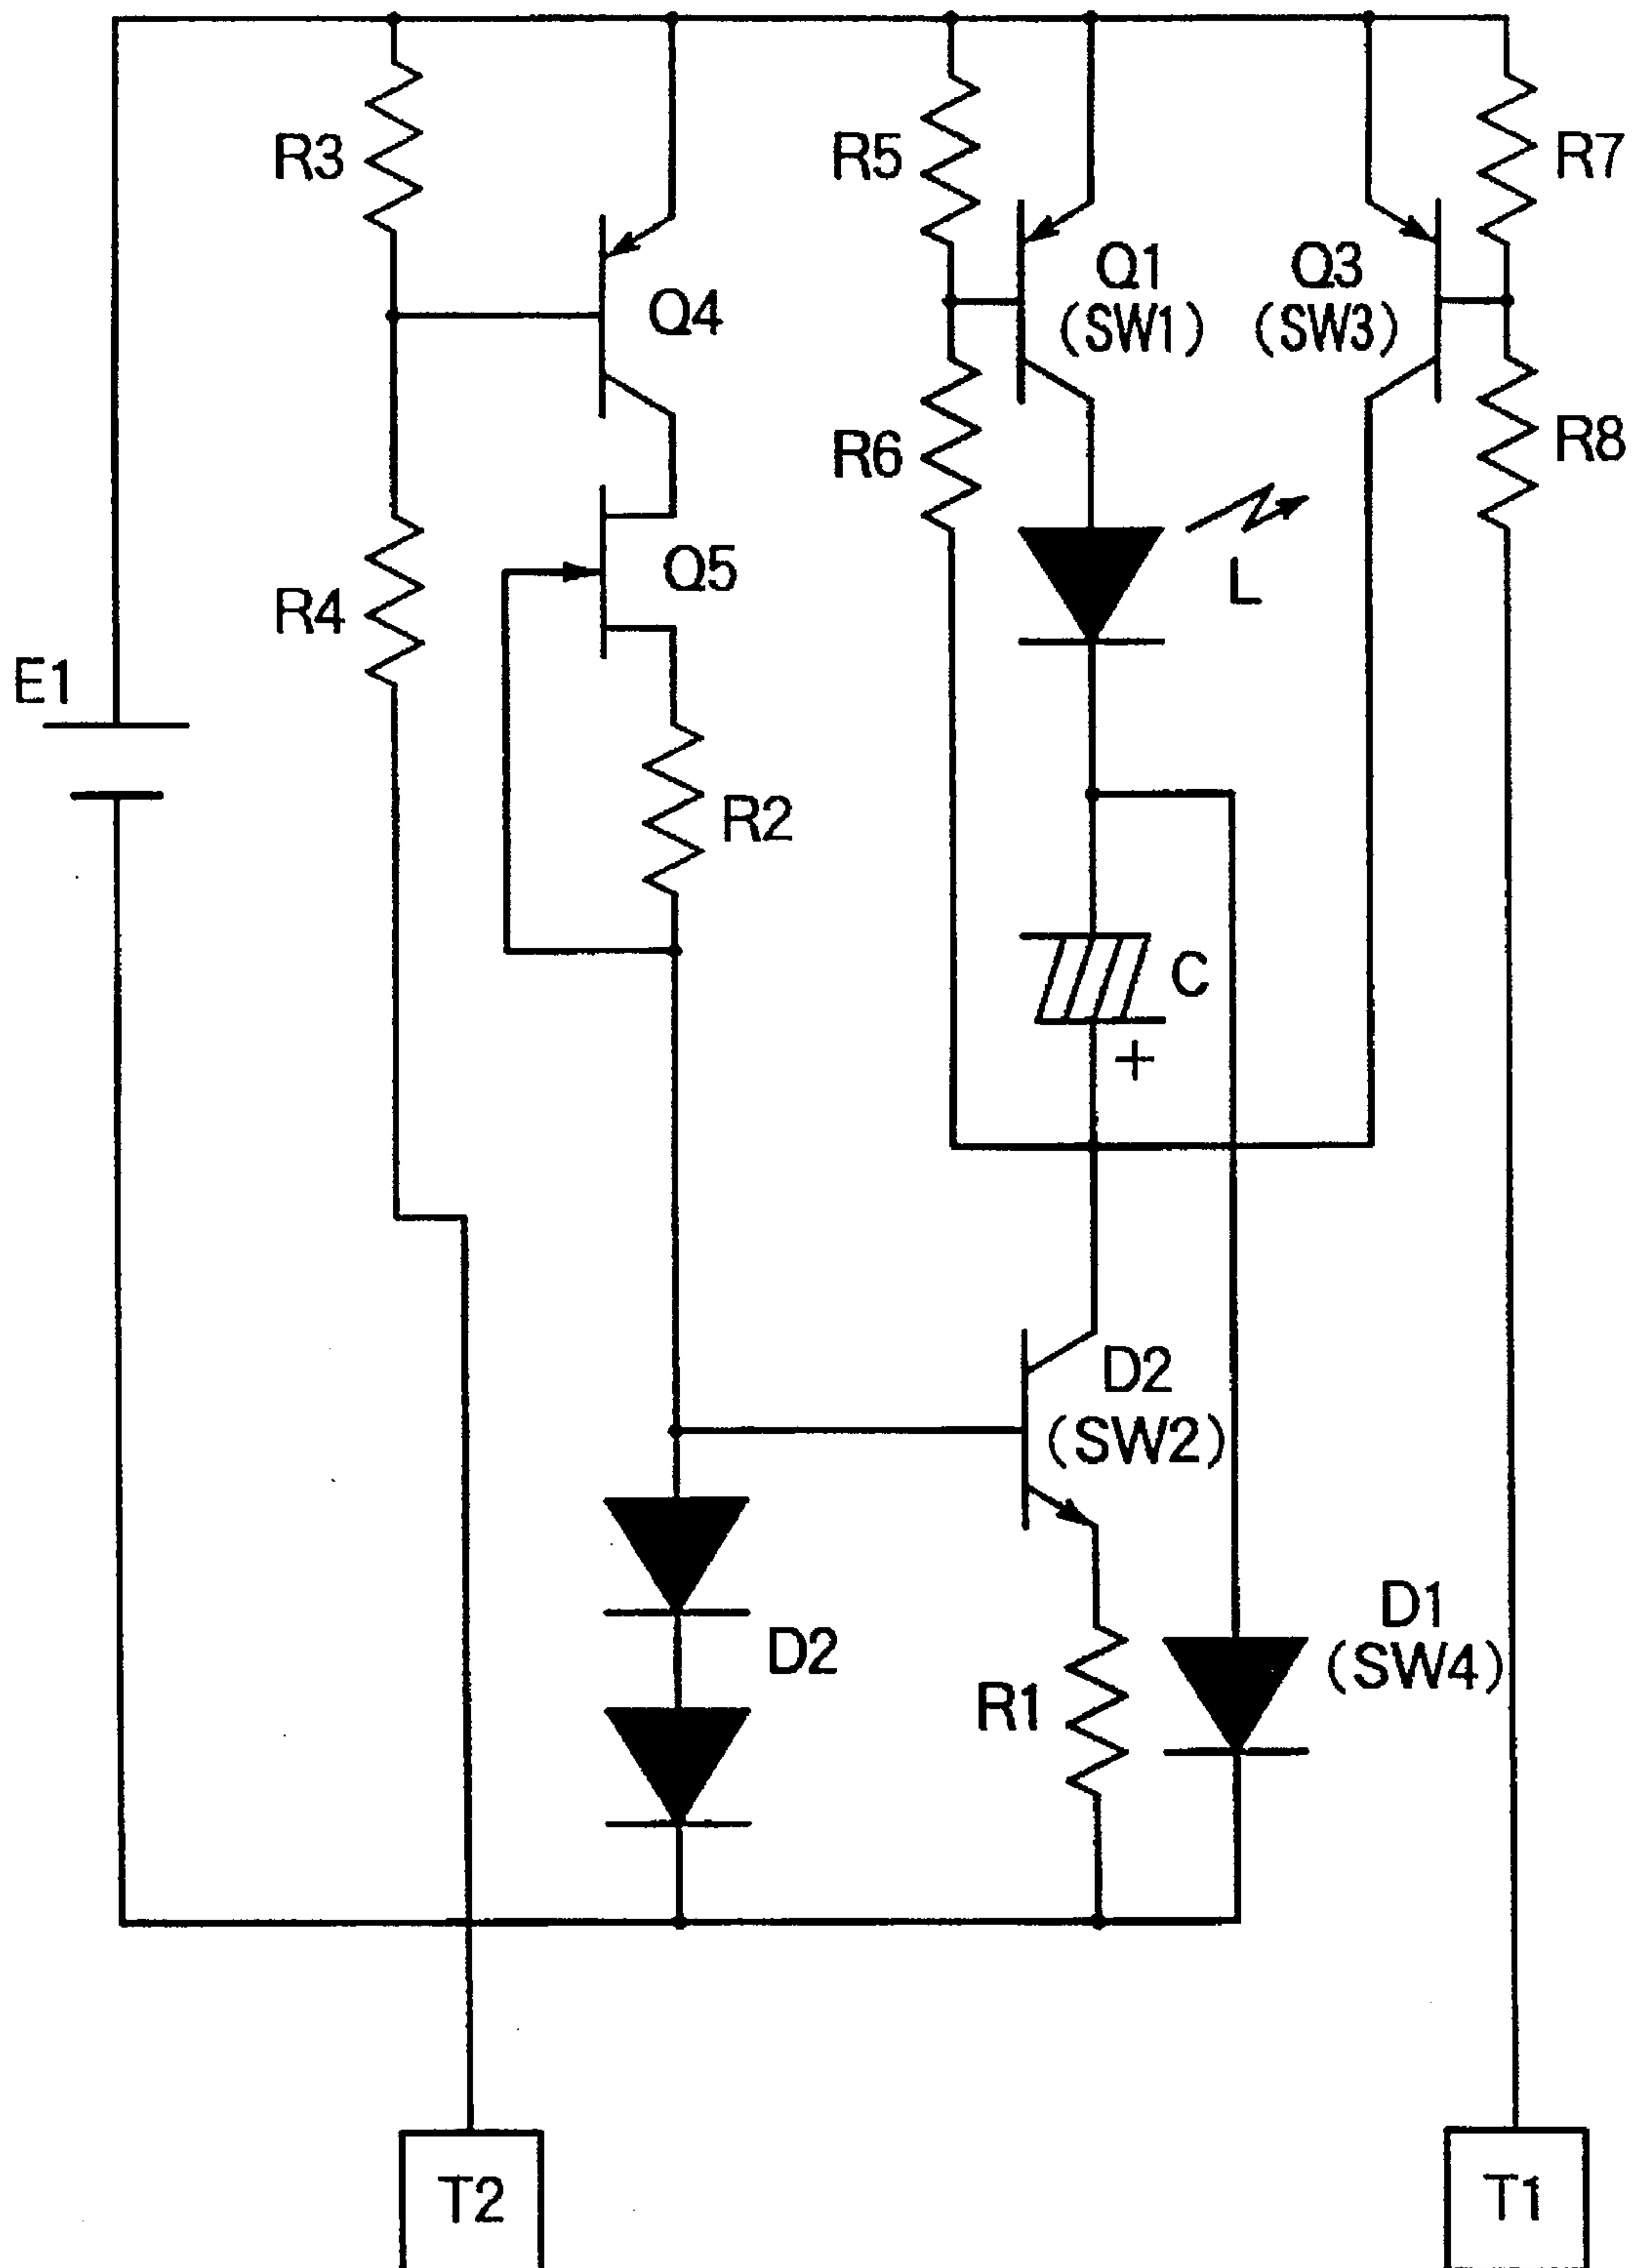 R3
R5
R7
Q1
(SW1)
Q3
(SW3)
Q4
R6
R8
Q5
L
R4
E1
R2
C
+
D2
(SW2)
D1
(SW4)
D2
R1
T2
T1